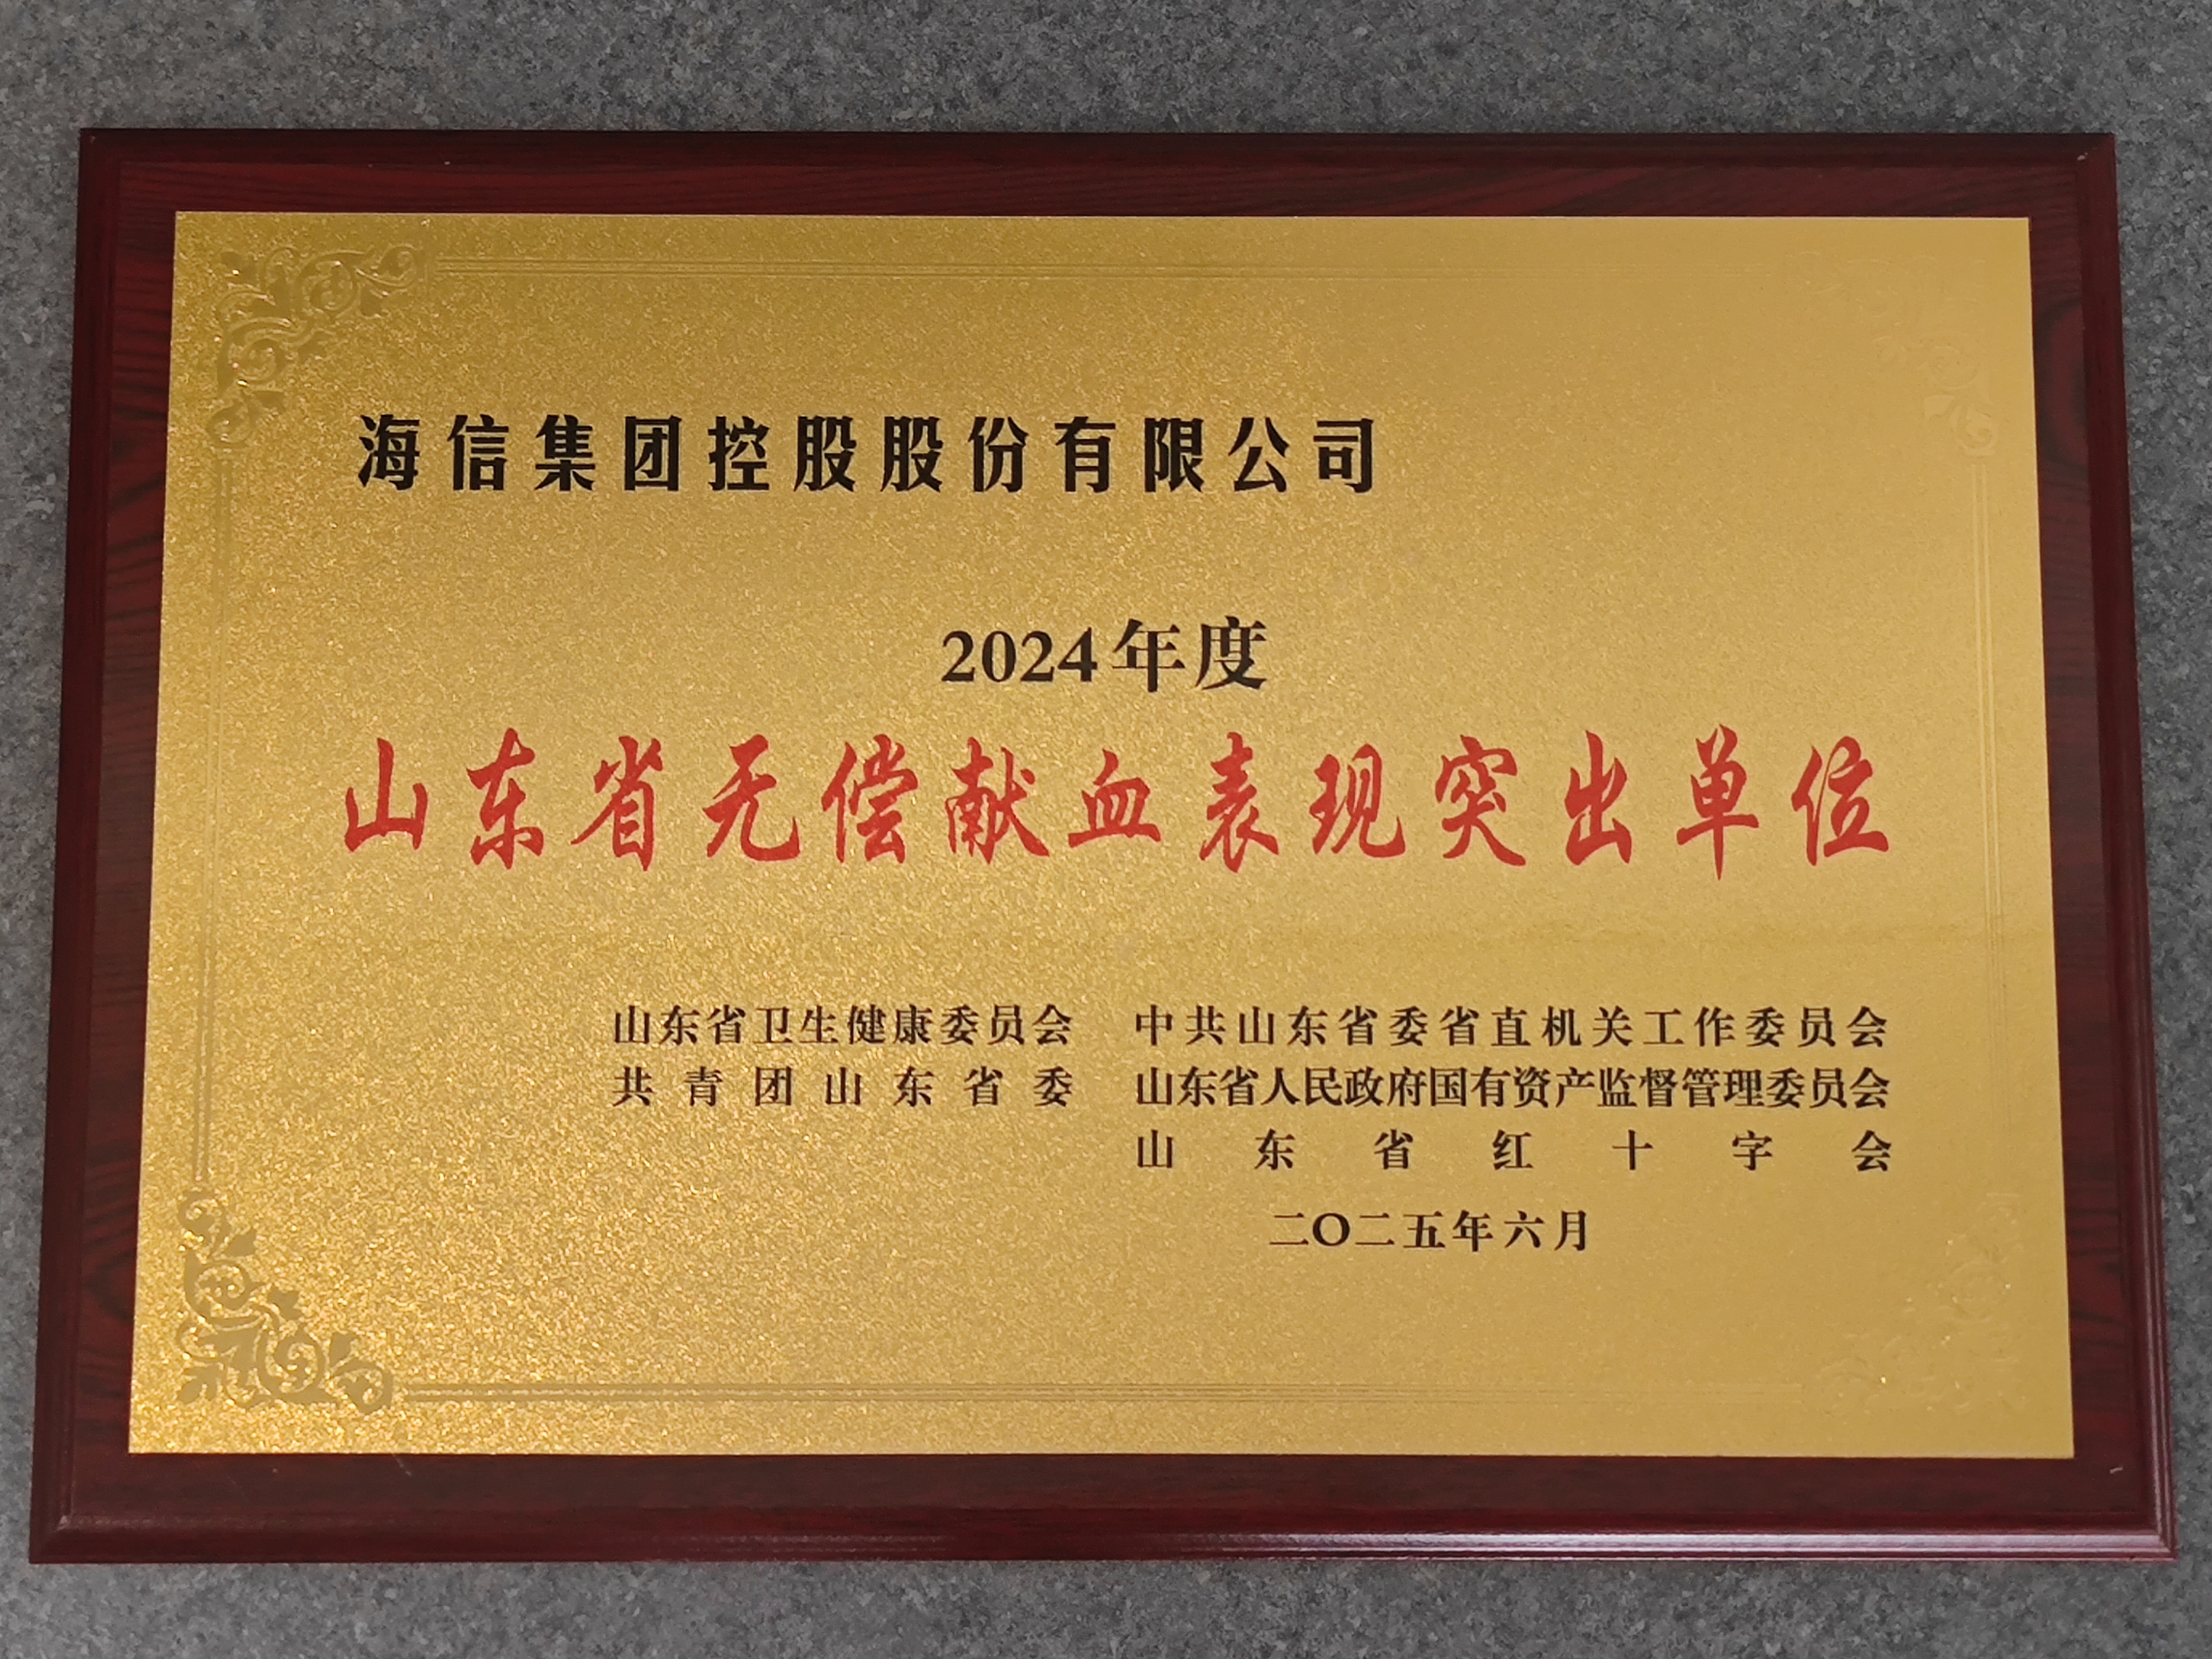 海信集团控股股份有限公司
2024年度
山东省无偿献血表现突出单位
山东省卫生健康委员会 中共山东省委省直机关工作委员会
共青团山东省委 山东省人民政府国有资产监督管理委员会
山东省红十字会
二〇二五年六月